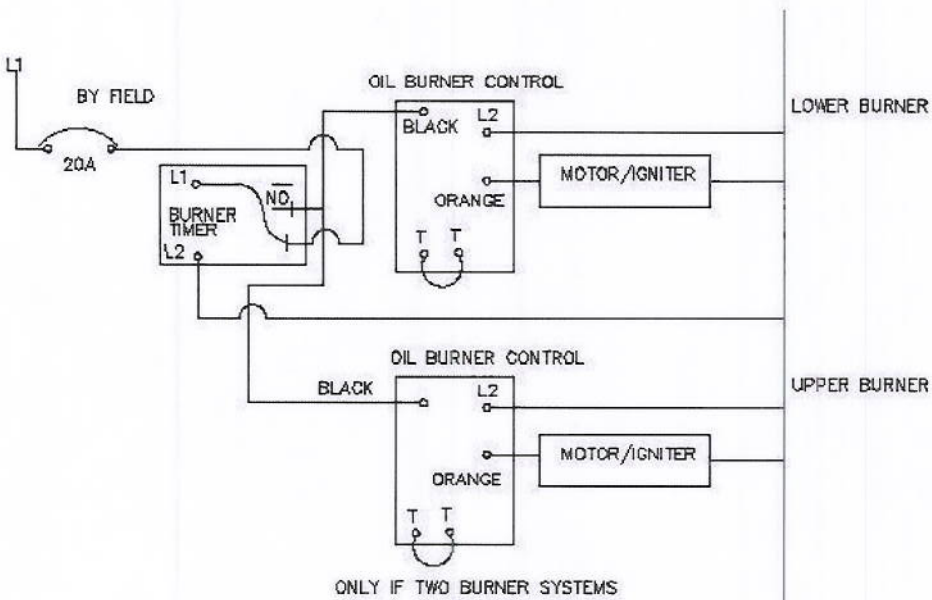 L1
BY FIELD
20A
OIL BURNER CONTROL
BLACK
L2
ORANGE
T T
LOWER BURNER
MOTOR/IGNITER
L1
NO
BURNER
TIMER
L2
OIL BURNER CONTROL
BLACK
L2
ORANGE
T T
UPPER BURNER
MOTOR/IGNITER
ONLY IF TWO BURNER SYSTEMS